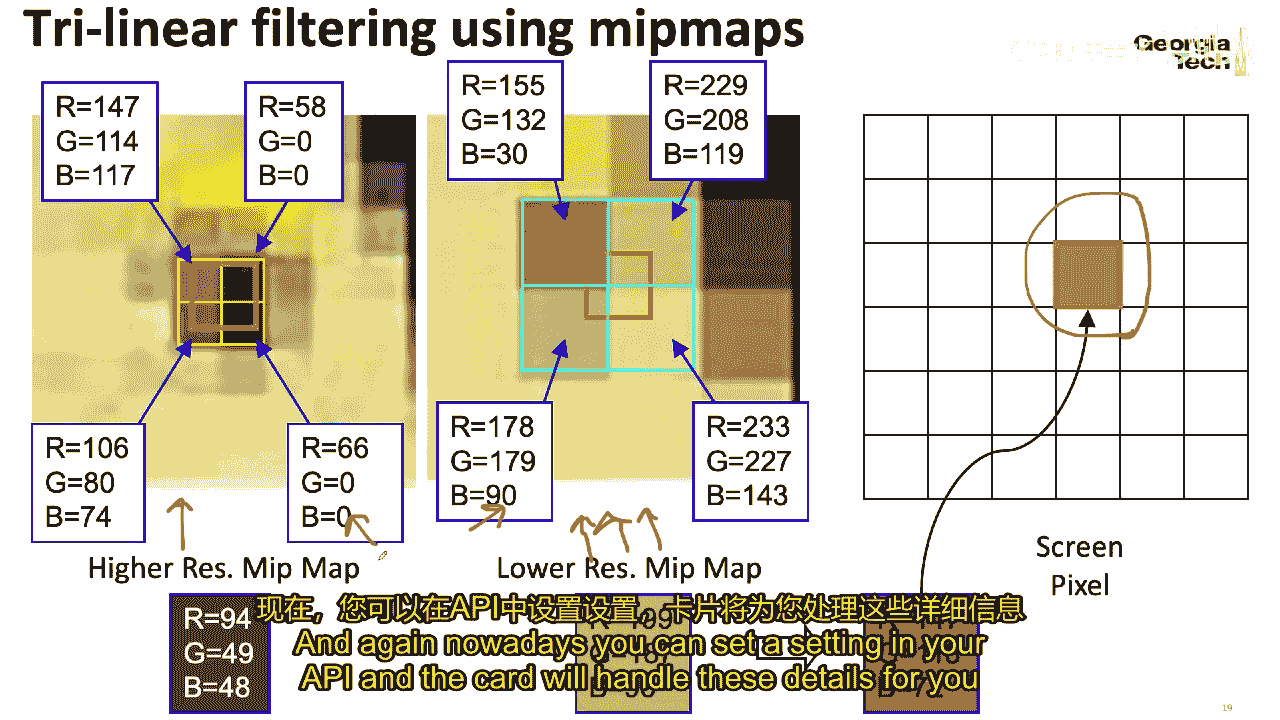 Tri-linear filtering using mipmaps
Georgia
Tech
R=147
G=114
B=117
R=58
G=0
B=0
R=155
G=132
B=30
R=229
G=208
B=119
R=106
G=80
B=74
R=66
G=0
B=0
R=178
G=179
B=90
R=233
G=227
B=143
Higher Res. Mip Map
Lower Res. Mip Map
Screen
Pixel
R=94
G=49
B=48
现在，您可以在API中设置设置，卡片将为您处理这些详细信息
And again nowadays you can set a setting in your
API and the card will handle these details for you
19